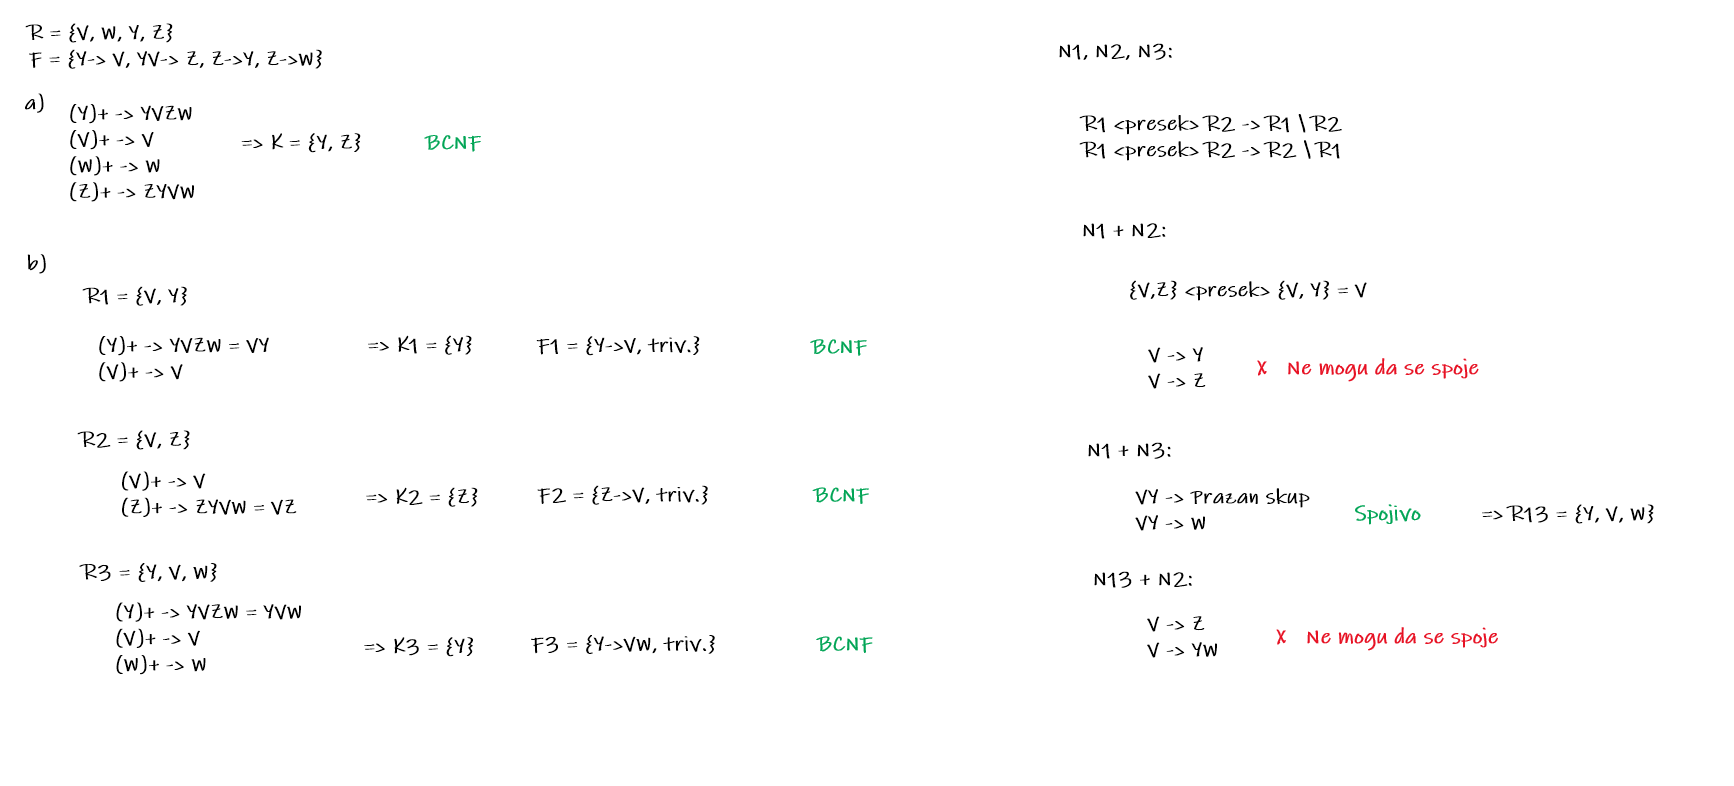 R = {V, W, Y, Z}
F = {Y-> V, YV-> Z, Z->Y, Z->W}
a)
(Y)+ -> YVZW
(V)+ -> V
(W)+ -> W
(Z)+ -> ZYVW
=> K = {Y, Z}
BCNF
b)
R1 = {V, Y}
(Y)+ -> YVZW = VY
(V)+ -> V
=> K1 = {Y}
F1 = {Y->V, triv.}
BCNF
R2 = {V, Z}
(V)+ -> V
(Z)+ -> ZYVW = VZ
=> K2 = {Z}
F2 = {Z->V, triv.}
BCNF
R3 = {Y, V, W}
(Y)+ -> YVZW = YVW
(V)+ -> V
(W)+ -> W
=> K3 = {Y}
F3 = {Y->VW, triv.}
BCNF
N1, N2, N3:
R1 <presek> R2 -> R1 \ R2
R1 <presek> R2 -> R2 \ R1
N1 + N2:
{V,Z} <presek> {V, Y} = V
V -> Y
V -> Z
X Ne mogu da se spoje
N1 + N3:
VY -> Prazan skup
VY -> W
Spojivo
=> R13 = {Y, V, W}
N13 + N2:
V -> Z
V -> YW
X Ne mogu da se spoje